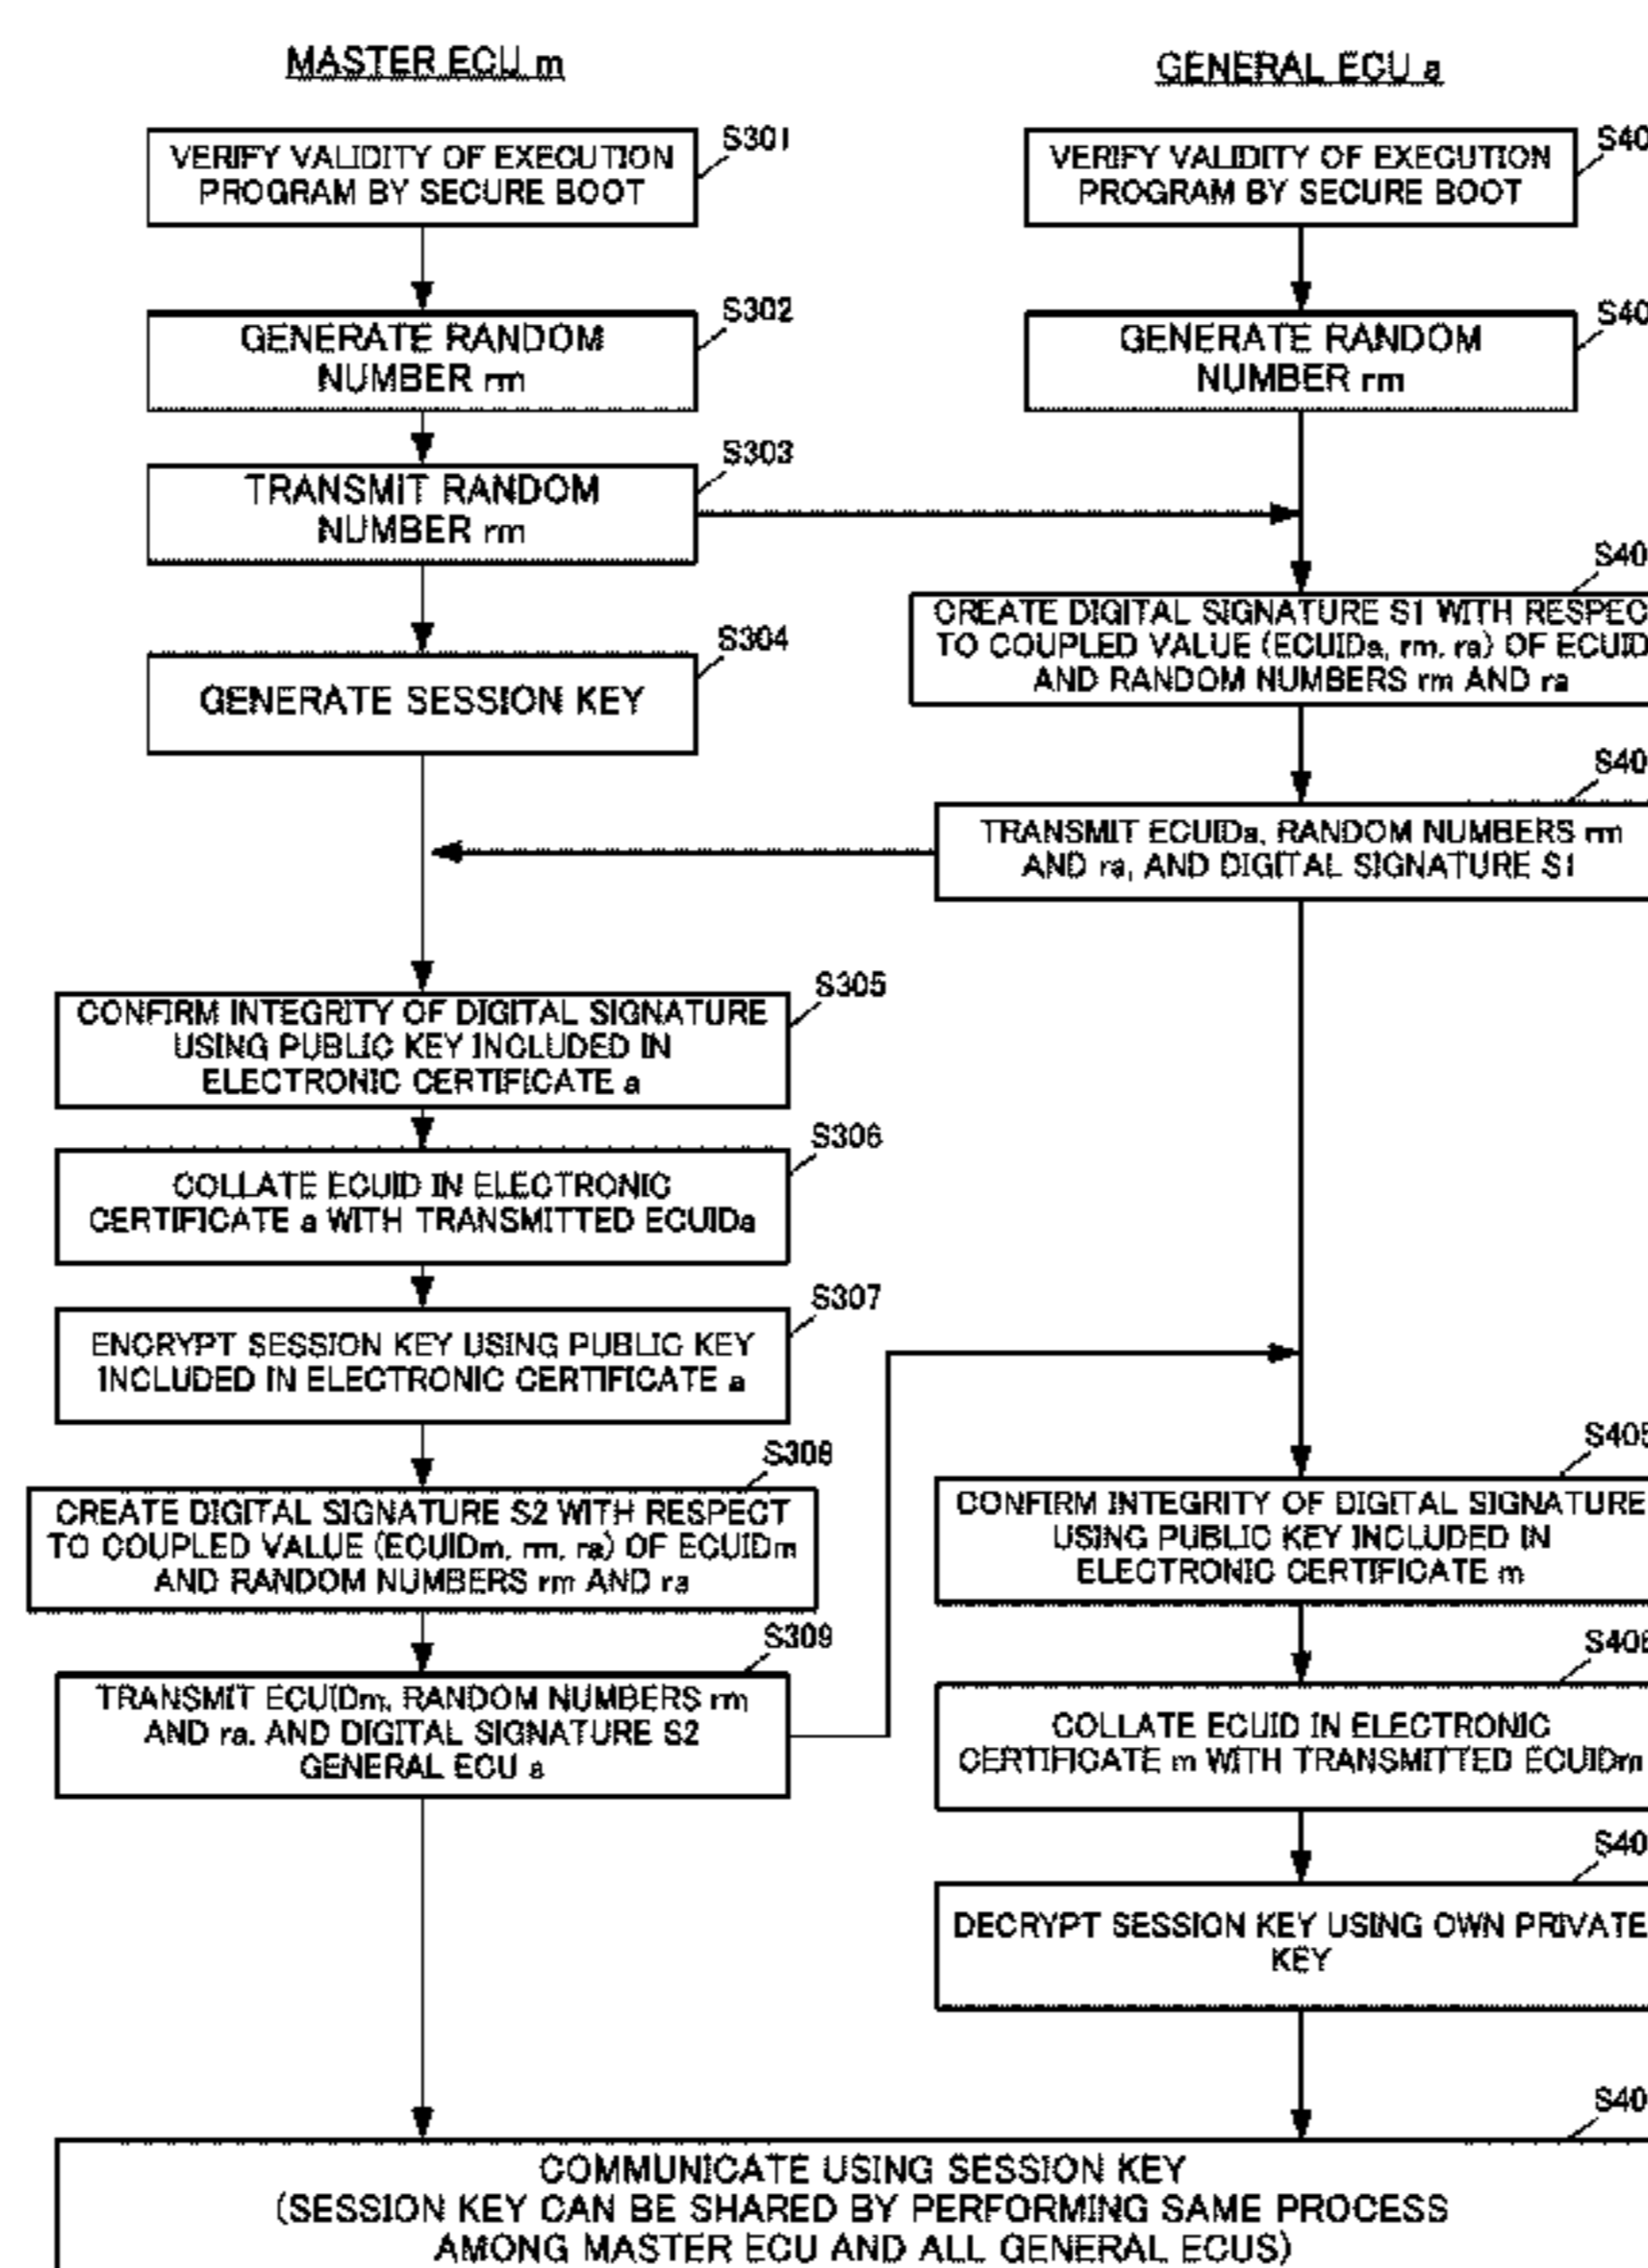 MASTER ECU m
GENERAL ECU a
S301
VERIFY VALIDITY OF EXECUTION
PROGRAM BY SECURE BOOT
S40
VERIFY VALIDITY OF EXECUTION
PROGRAM BY SECURE BOOT
S302
GENERATE RANDOM
NUMBER rm
S40
GENERATE RANDOM
NUMBER rm
S303
TRANSMIT RANDOM
NUMBER rm
S40
CREATE DIGITAL SIGNATURE S1 WITH RESPEC
TO COUPLED VALUE (ECUIDa, rm, ra) OF ECUID
AND RANDOM NUMBERS rm AND ra
S304
GENERATE SESSION KEY
S40
TRANSMIT ECUIDa, RANDOM NUMBERS rm
AND ra, AND DIGITAL SIGNATURE S1
S305
CONFIRM INTEGRITY OF DIGITAL SIGNATURE
USING PUBLIC KEY INCLUDED IN
ELECTRONIC CERTIFICATE a
S306
COLLATE ECUID IN ELECTRONIC
CERTIFICATE a WITH TRANSMITTED ECUIDa
S307
ENCRYPT SESSION KEY USING PUBLIC KEY
INCLUDED IN ELECTRONIC CERTIFICATE a
S308
CREATE DIGITAL SIGNATURE S2 WITH RESPECT
TO COUPLED VALUE (ECUIDm, rm, ra) OF ECUIDm
AND RANDOM NUMBERS rm AND ra
S309
TRANSMIT ECUIDm, RANDOM NUMBERS rm
AND ra, AND DIGITAL SIGNATURE S2
GENERAL ECU a
S405
CONFIRM INTEGRITY OF DIGITAL SIGNATURE
USING PUBLIC KEY INCLUDED IN
ELECTRONIC CERTIFICATE m
S406
COLLATE ECUID IN ELECTRONIC
CERTIFICATE m WITH TRANSMITTED ECUIDm
S40
DECRYPT SESSION KEY USING OWN PRIVATE
KEY
S40
COMMUNICATE USING SESSION KEY
(SESSION KEY CAN BE SHARED BY PERFORMING SAME PROCESS
AMONG MASTER ECU AND ALL GENERAL ECUS)